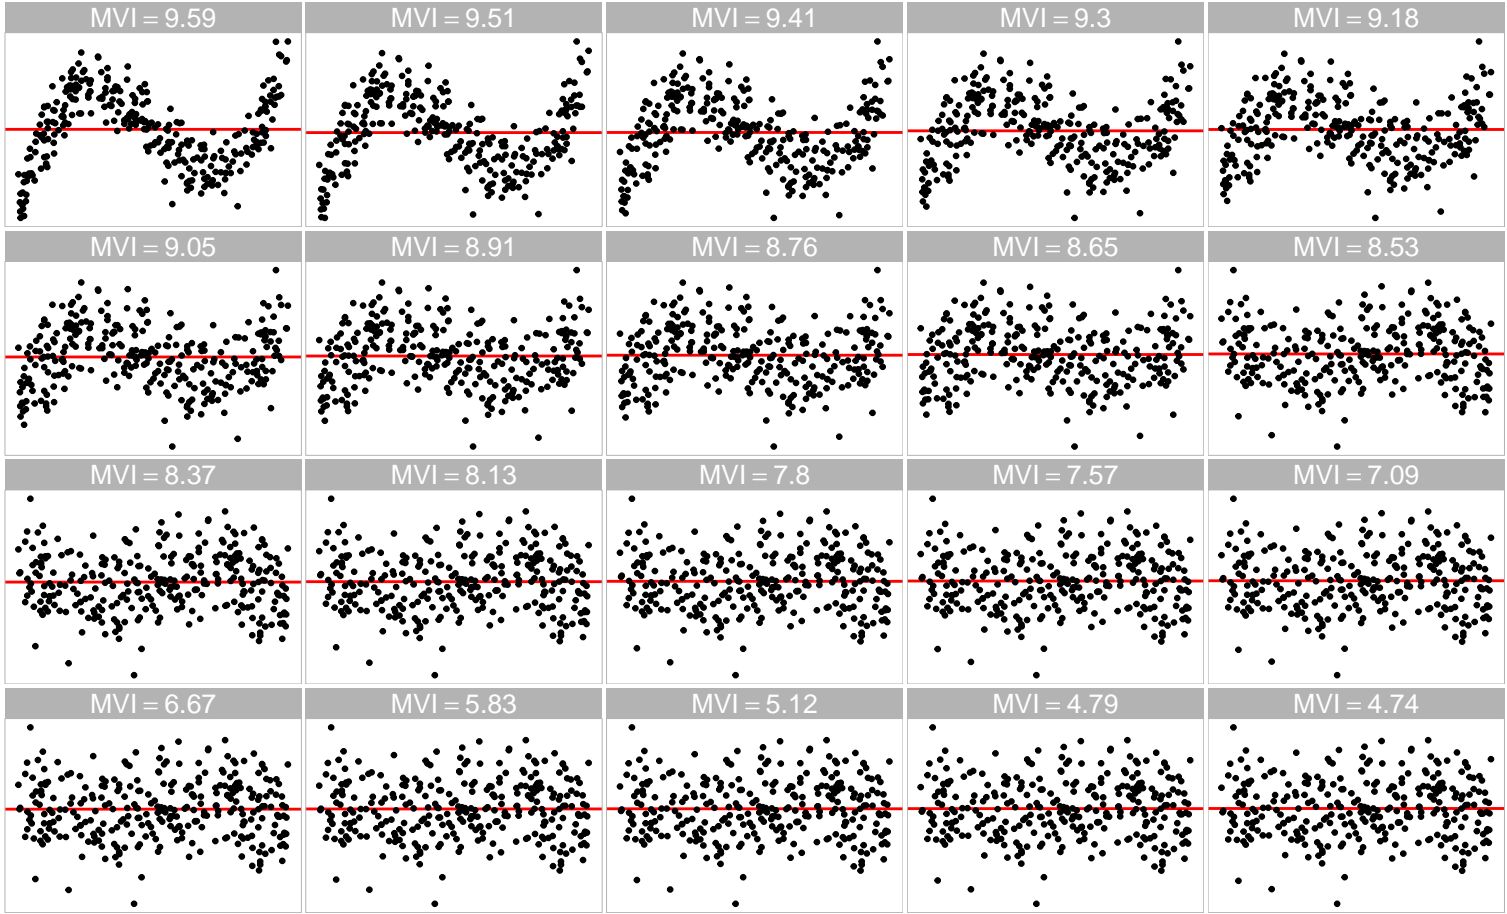 MVI = 9.59
MVI = 9.51
MVI = 9.41
MVI = 9.3
MVI = 9.18
MVI = 9.05
MVI = 8.91
MVI = 8.76
MVI = 8.65
MVI = 8.53
MVI = 8.37
MVI = 8.13
MVI = 7.8
MVI = 7.57
MVI = 7.09
MVI = 6.67
MVI = 5.83
MVI = 5.12
MVI = 4.79
MVI = 4.74